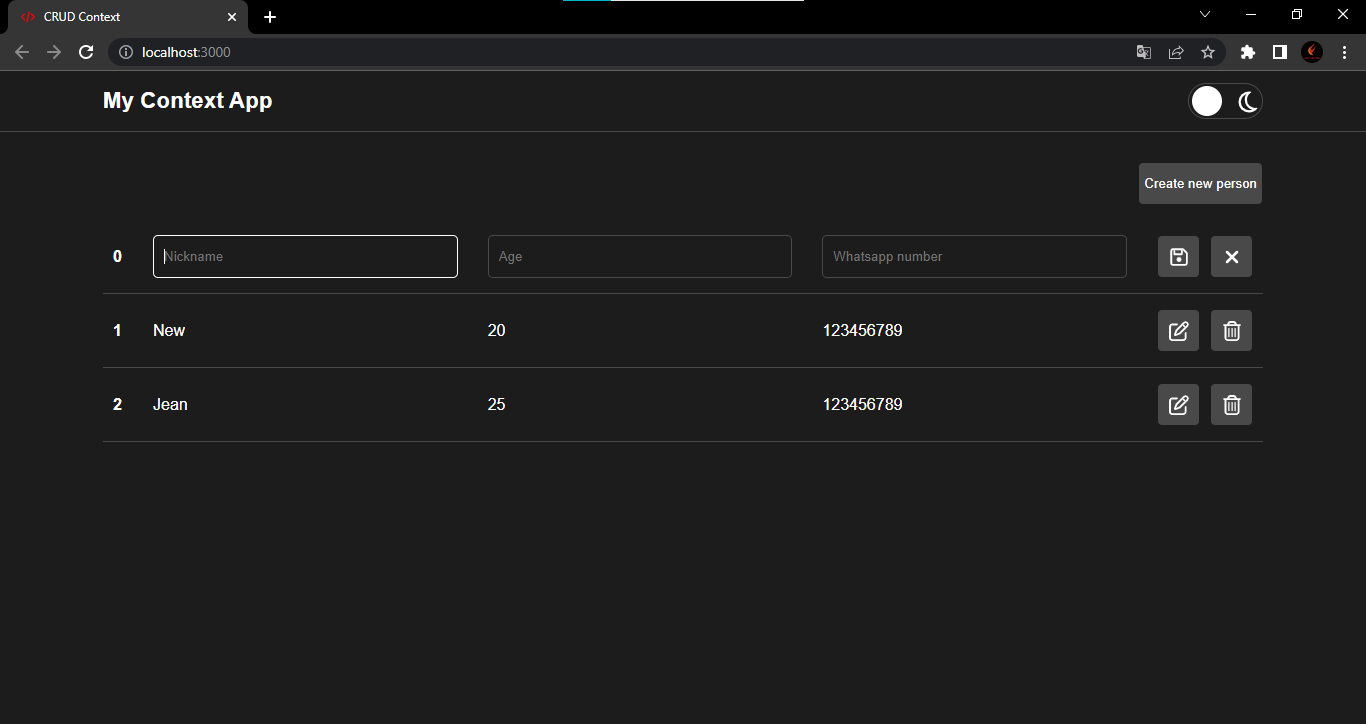 CRUD Context
localhost:3000
My Context App
Create new person
0 Nickname Age Whatsapp number
1 New 20 123456789
2 Jean 25 123456789